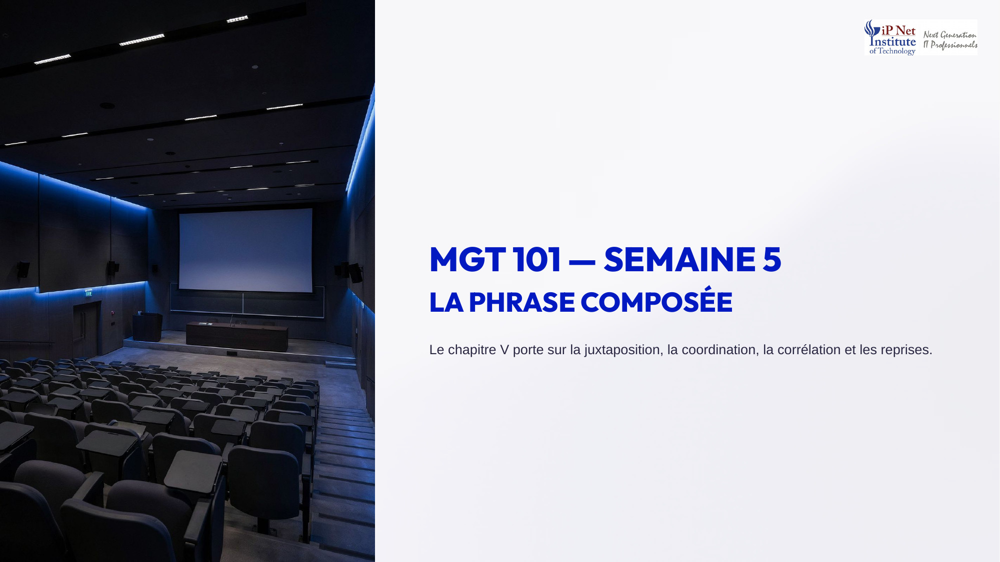 iP Net
Institute
of Technology
Next Generation
IT Professionnels
MGT 101 — SEMAINE 5
LA PHRASE COMPOSÉE
Le chapitre V porte sur la juxtaposition, la coordination, la corrélation et les reprises.